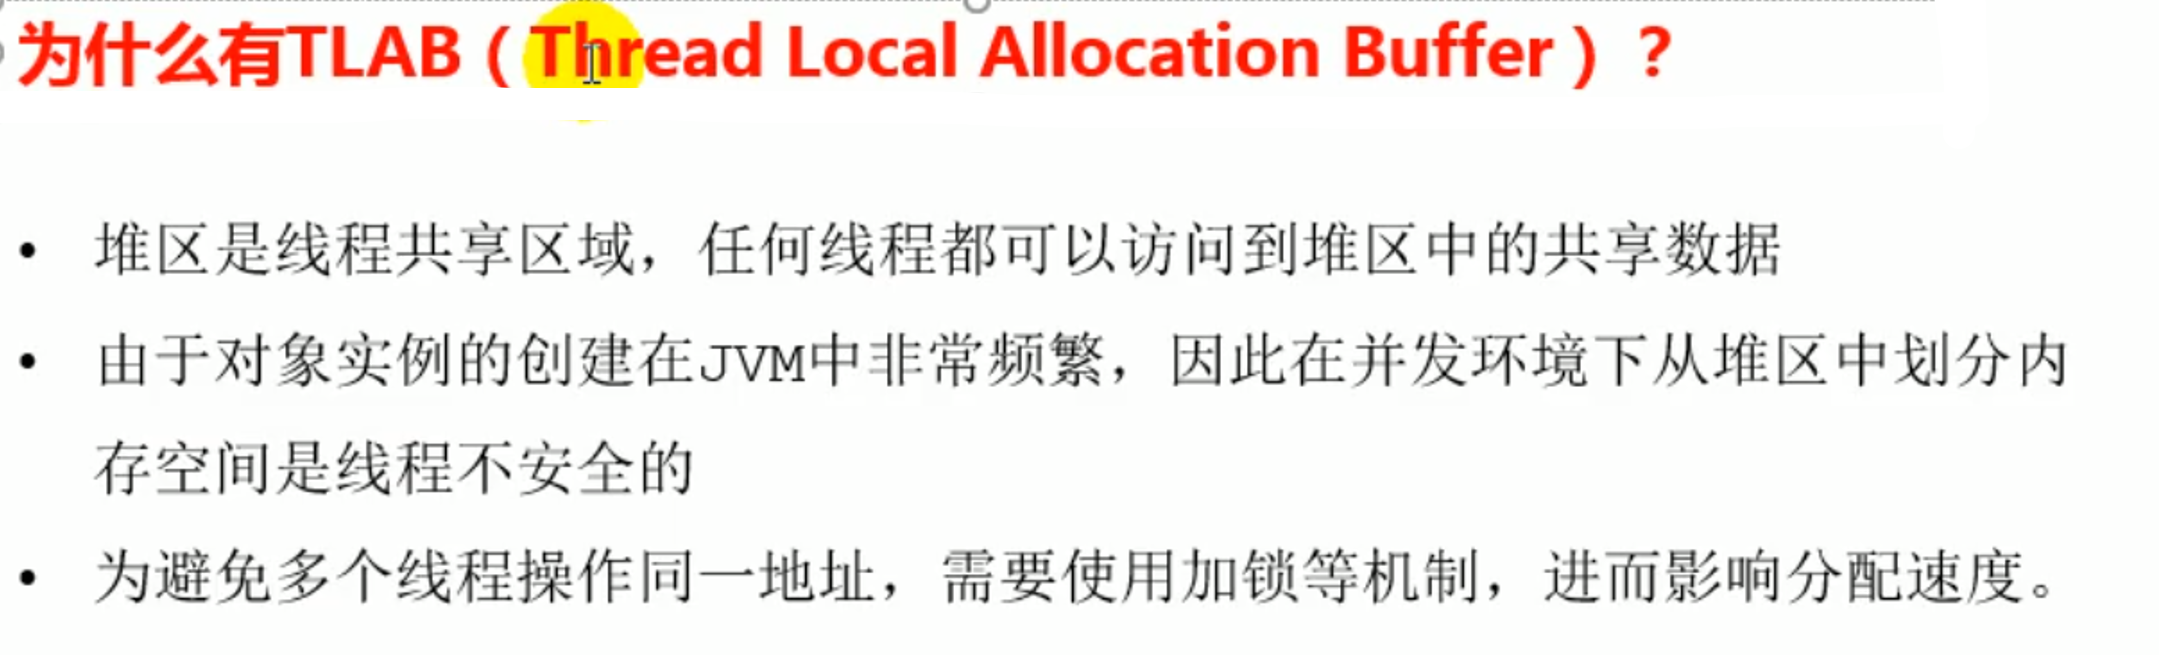 为什么有TLAB（Thread Local Allocation Buffer）？
• 堆区是线程共享区域，任何线程都可以访问到堆区中的共享数据
• 由于对象实例的创建在JVM中非常频繁，因此在并发环境下从堆区中划分内
存空间是线程不安全的
• 为避免多个线程操作同一地址，需要使用加锁等机制，进而影响分配速度。